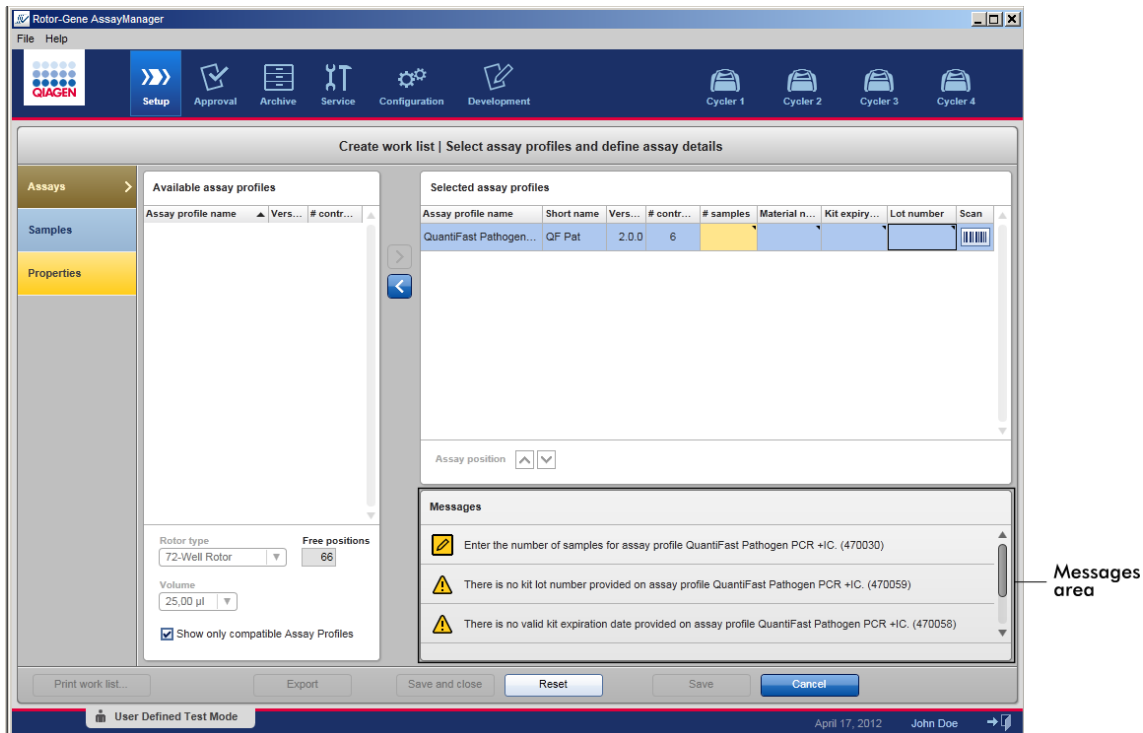 Rotor-Gene AssayManager
File Help
QIAGEN
Setup Approval Archive Service Configuration Development Cycler 1 Cycler 2 Cycler 3 Cycler 4
Create work list | Select assay profiles and define assay details
Assays
Samples
Properties
Available assay profiles
Assay profile name Vers... # contr...
Rotor type Free positions
72-Well Rotor 66
Volume
25,00 µl
Show only compatible Assay Profiles
Selected assay profiles
Assay profile name Short name Vers... # contr... # samples Material n... Kit expiry... Lot number Scan
QuantiFast Pathogen... QF Pat 2.0.0 6
Assay position
Messages
Enter the number of samples for assay profile QuantiFast Pathogen PCR +IC. (470030)
There is no kit lot number provided on assay profile QuantiFast Pathogen PCR +IC. (470059)
There is no valid kit expiration date provided on assay profile QuantiFast Pathogen PCR +IC. (470058)
Messages
area
Print work list... Export Save and close Reset Save Cancel
User Defined Test Mode April 17, 2012 John Doe